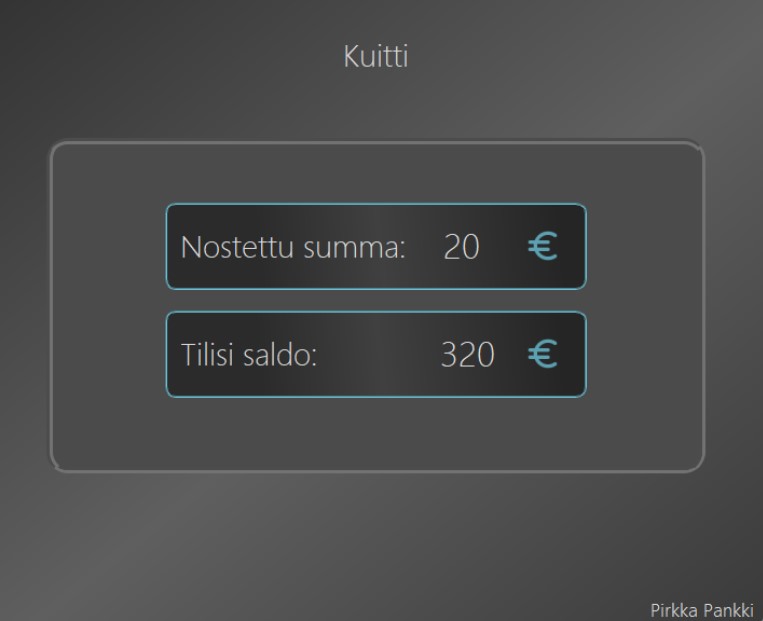 Kuitti
Nostettu summa: 20 €
Tilisi saldo: 320 €
Pirkka Pankki